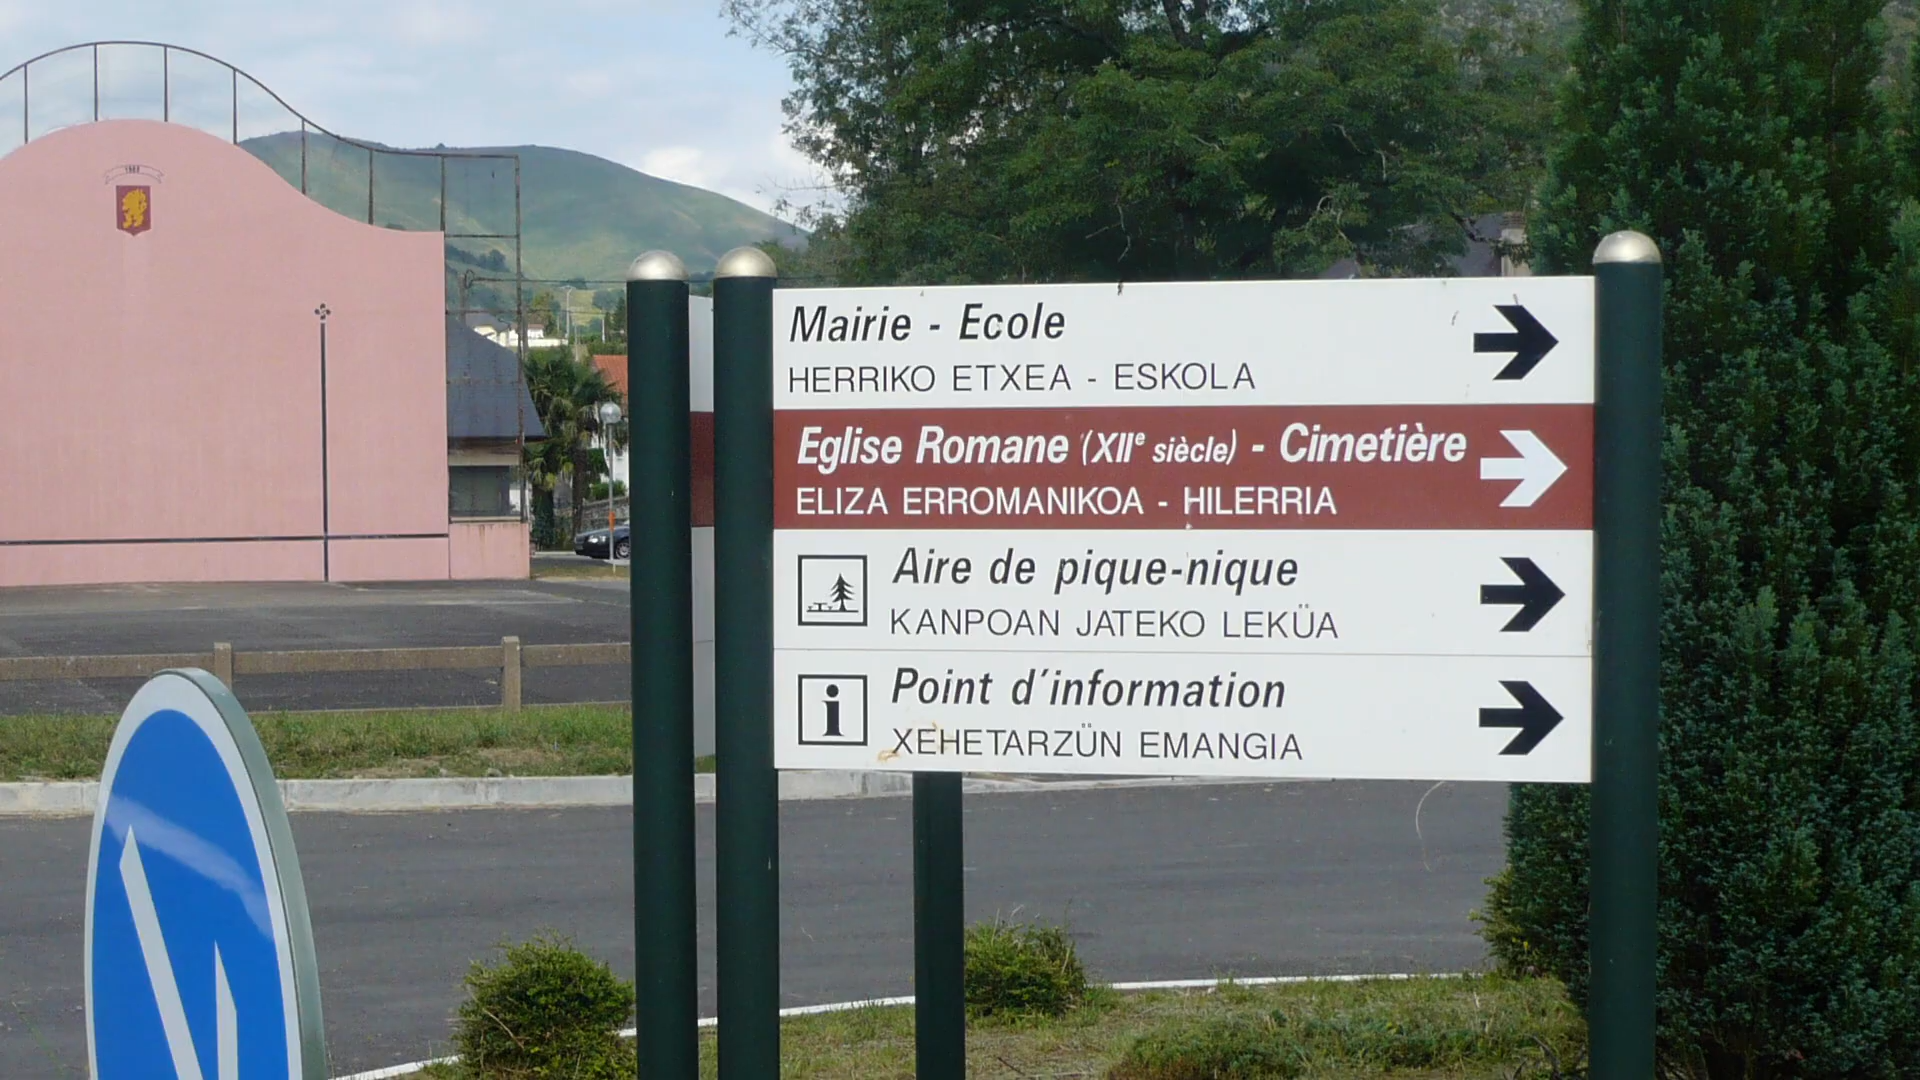 Mairie - Ecole
HERRIKO ETXEA - ESKOLA
Eglise Romane (XIIe siècle) - Cimetière
ELIZA ERROMANIKOA - HILERRIA
Aire de pique-nique
KANPOAN JATEKO LEKÜA
i Point d'information
XEHETARZÜN EMANGIA